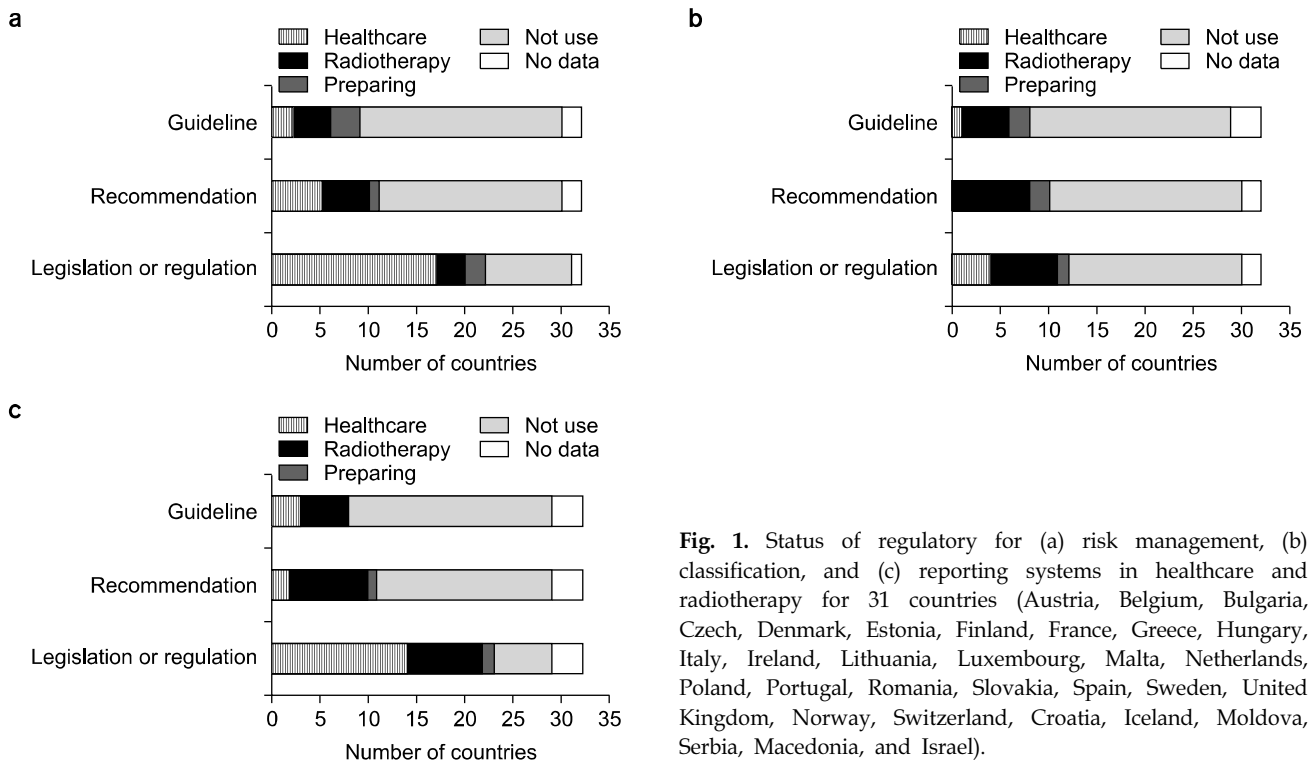 a
Healthcare
Radiotherapy
Preparing
Not use
No data
Guideline
Recommendation
Legislation or regulation
0 5 10 15 20 25 30 35
Number of countries
b
Healthcare
Radiotherapy
Preparing
Not use
No data
Guideline
Recommendation
Legislation or regulation
0 5 10 15 20 25 30 35
Number of countries
c
Healthcare
Radiotherapy
Preparing
Not use
No data
Guideline
Recommendation
Legislation or regulation
0 5 10 15 20 25 30 35
Number of countries
Fig. 1. Status of regulatory for (a) risk management, (b)
classification, and (c) reporting systems in healthcare and
radiotherapy for 31 countries (Austria, Belgium, Bulgaria,
Czech, Denmark, Estonia, Finland, France, Greece, Hungary,
Italy, Ireland, Lithuania, Luxembourg, Malta, Netherlands,
Poland, Portugal, Romania, Slovakia, Spain, Sweden, United
Kingdom, Norway, Switzerland, Croatia, Iceland, Moldova,
Serbia, Macedonia, and Israel).